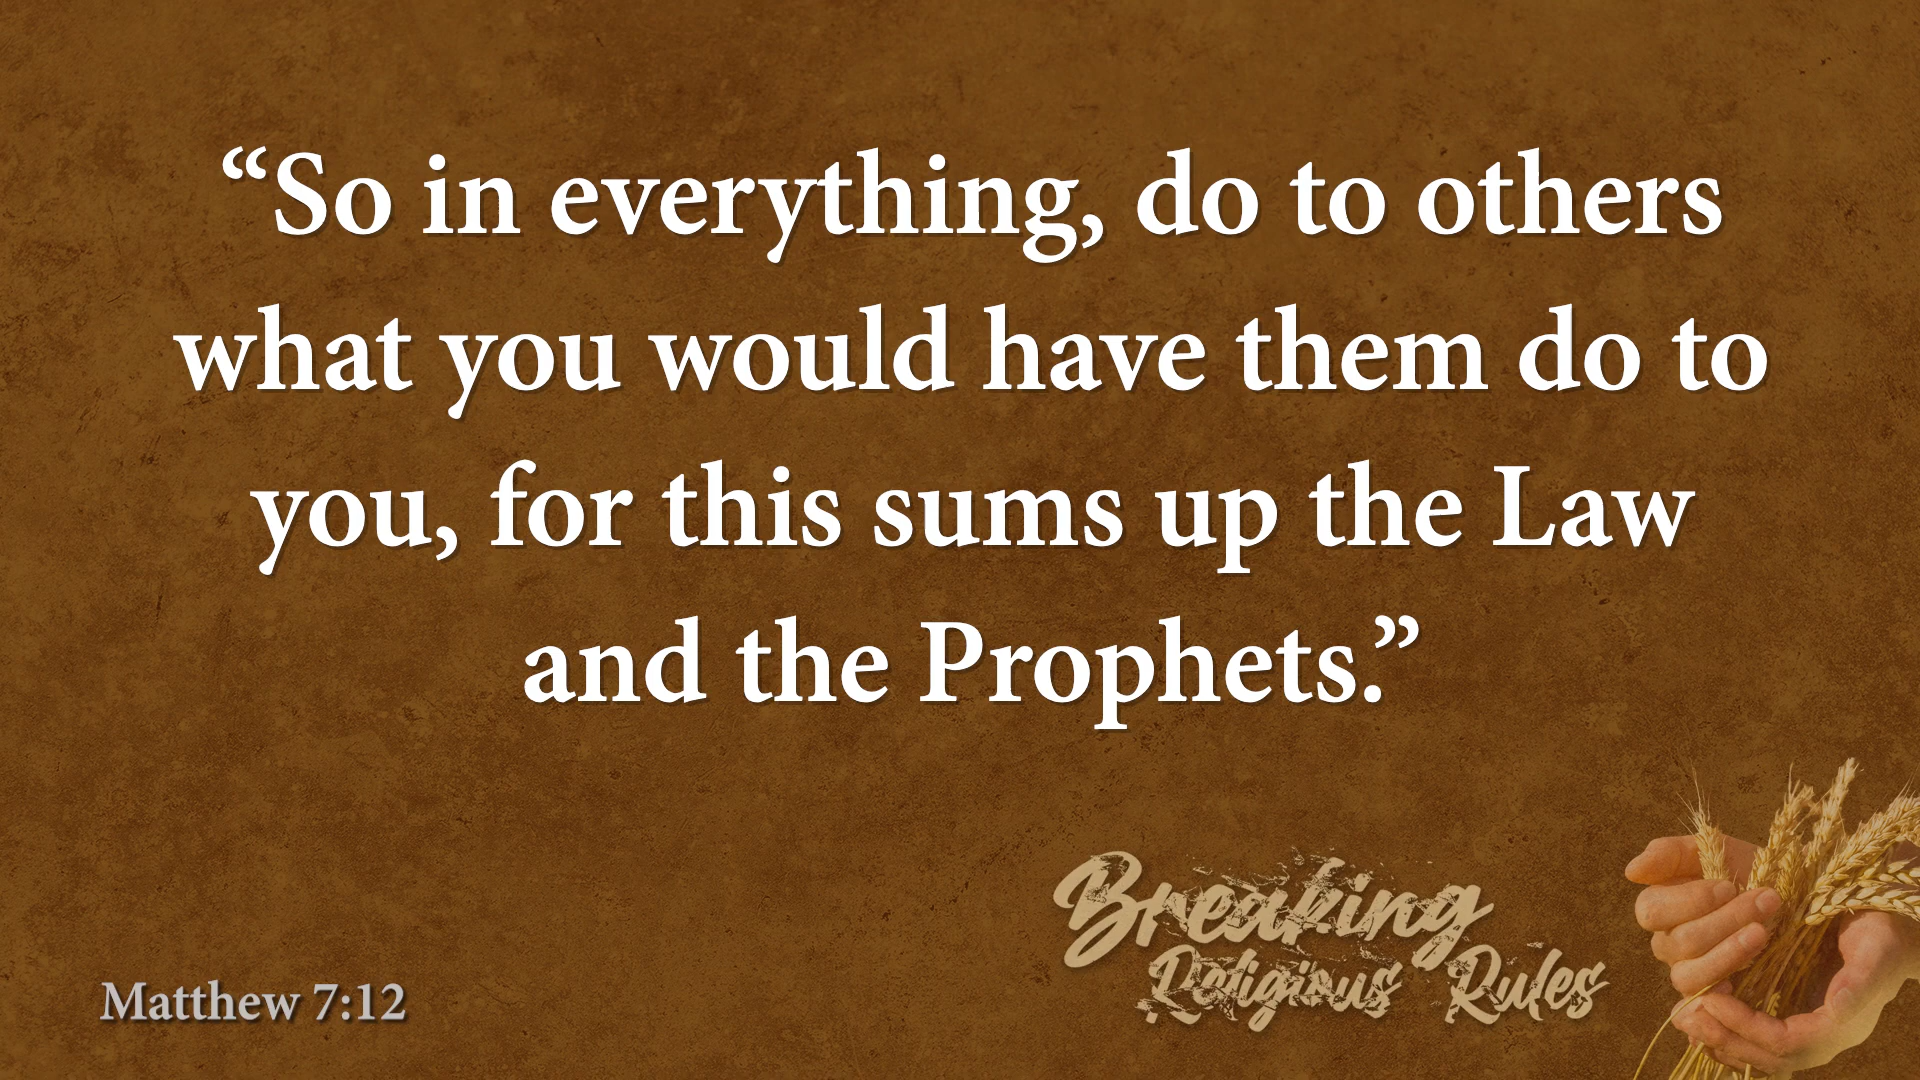 “So in everything, do to others
what you would have them do to
you, for this sums up the Law
and the Prophets.”
Breaking
Religious Rules
Matthew 7:12